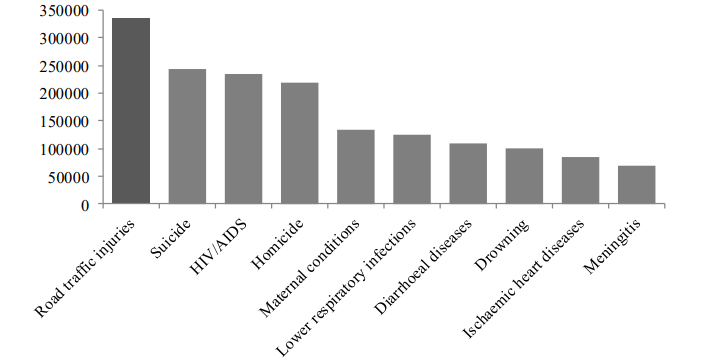 350000
300000
250000
200000
150000
100000
50000
0
Road traffic injuries
Suicide
HIV/AIDS
Homicide
Maternal conditions
Lower respiratory infections
Diarrhoeal diseases
Drowning
Ischaemic heart diseases
Meningitis